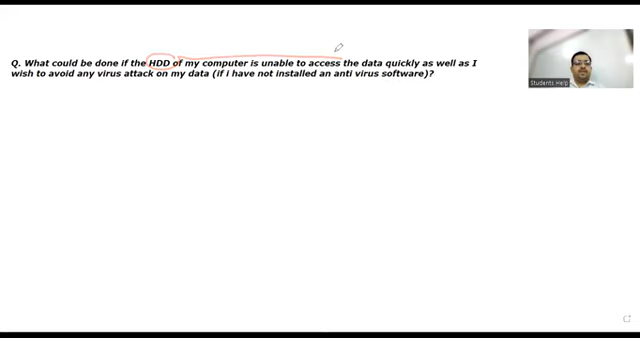 Q. What could be done if the HDD of my computer is unable to access the data quickly as well as I
wish to avoid any virus attack on my data (if i have not installed an anti virus software)?
Students Help